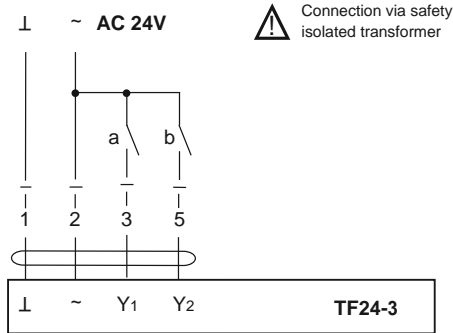 ⊥ ~ AC 24V
Connection via safety
isolated transformer
a b
1 2 3 5
⊥ ~ Y1 Y2 TF24-3